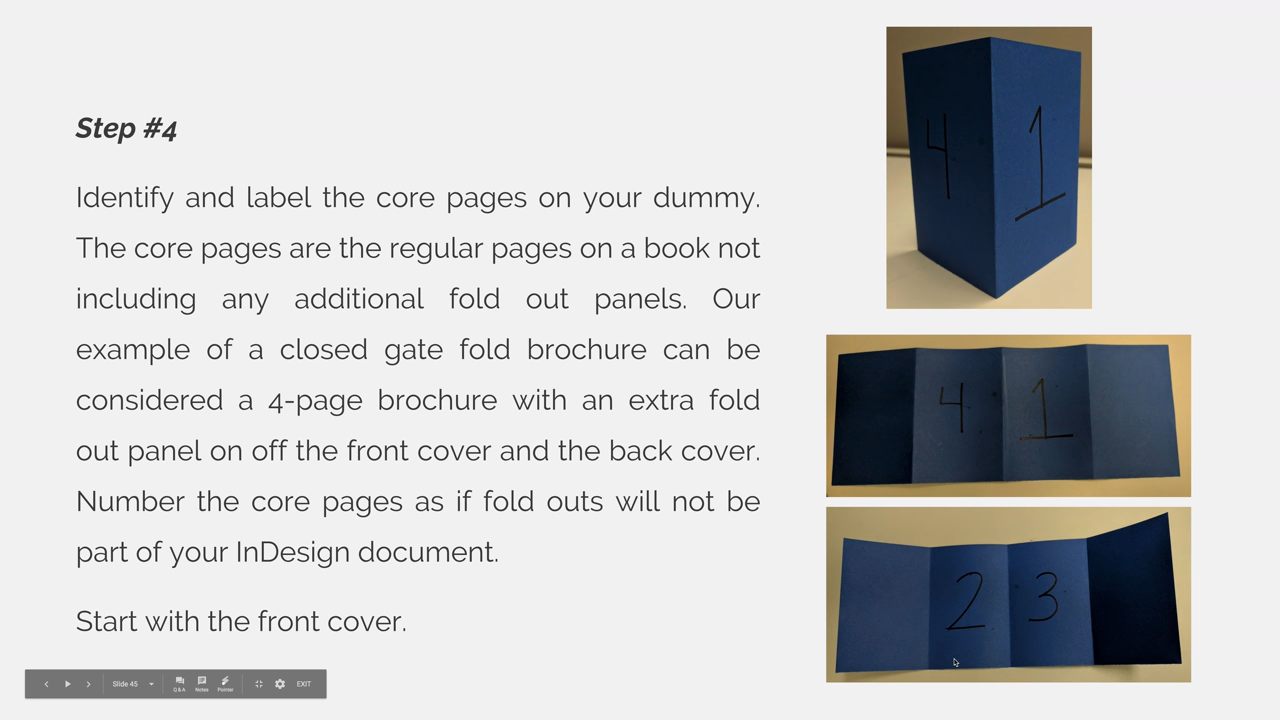 Step #4
Identify and label the core pages on your dummy.
The core pages are the regular pages on a book not
including any additional fold out panels. Our
example of a closed gate fold brochure can be
considered a 4-page brochure with an extra fold
out panel on off the front cover and the back cover.
Number the core pages as if fold outs will not be
part of your InDesign document.
Start with the front cover.
4 1
4 1
2 3
Slide 45
Q&A
Notes
Pointer
EXIT